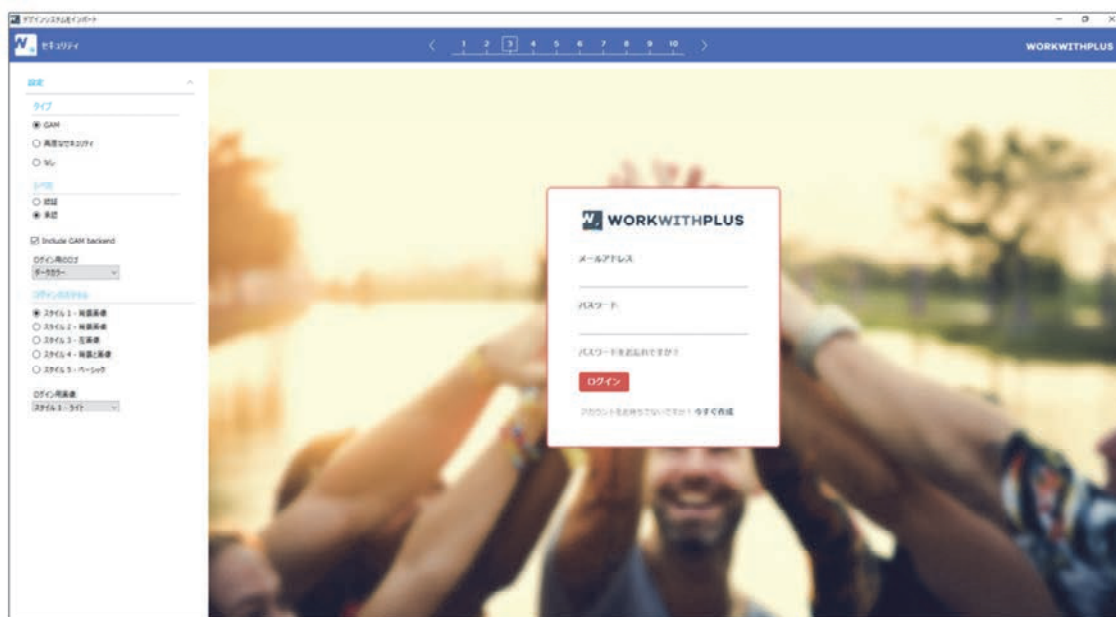 デザインシステムをインポート
W.
セキュリティ
< 1 2 3 4 5 6 7 8 9 10 >
WORKWITHPLUS
設定
タイプ
GAM
高度なセキュリティ
なし
レベル
認証
承認
Include GAM backend
ログイン用のロゴ
ダークカラー
ログインのスタイル
スタイル 1 - 背景画像
スタイル 2 - 背景画像
スタイル 3 - 左画像
スタイル 4 - 背景と画像
スタイル 5 - ベーシック
ログイン用画像
スタイル 1 - ライト
W. WORKWITHPLUS
メールアドレス
パスワード
パスワードをお忘れですか?
ログイン
アカウントをお持ちでないですか? 今すぐ作成